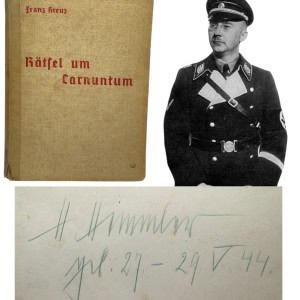 Franz Kreuz
Rätsel um
Carnuntum
H Himmler
gel. 27 – 29 V. 44.